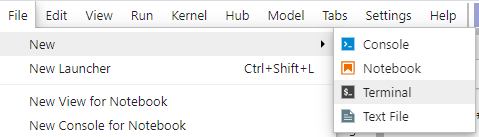 File Edit View Run Kernel Hub Model Tabs Settings Help
New
New Launcher Ctrl+Shift+L
New View for Notebook
New Console for Notebook
Console
Notebook
Terminal
Text File